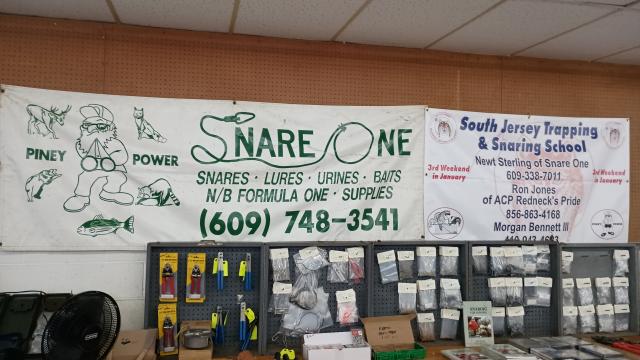 PINEY POWER
SNARE ONE
SNARES · LURES · URINES · BAITS
N/B FORMULA ONE · SUPPLIES
(609) 748-3541
South Jersey Trapping
& Snaring School
3rd Weekend
in January
Newt Sterling of Snare One
609-338-7011
Ron Jones
of ACP Redneck's Pride
856-863-4168
Morgan Bennett III
3rd Weekend
in January